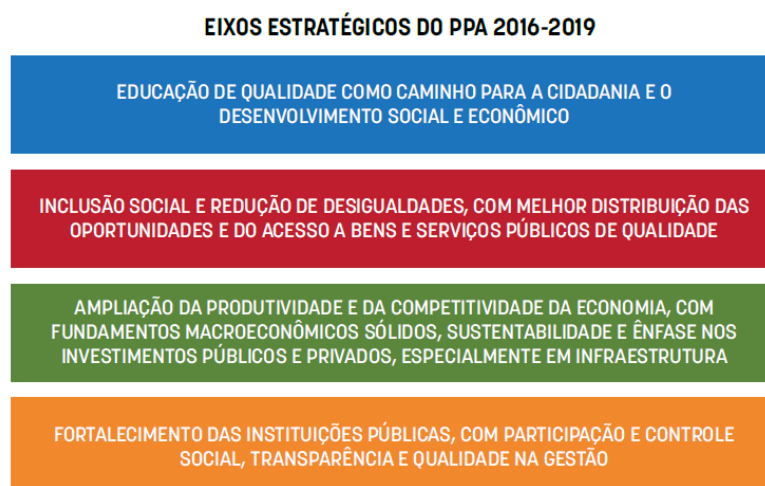 EIXOS ESTRATÉGICOS DO PPA 2016-2019
EDUCAÇÃO DE QUALIDADE COMO CAMINHO PARA A CIDADANIA E O
DESENVOLVIMENTO SOCIAL E ECONÔMICO
INCLUSÃO SOCIAL E REDUÇÃO DE DESIGUALDADES, COM MELHOR DISTRIBUIÇÃO DAS
OPORTUNIDADES E DO ACESSO A BENS E SERVIÇOS PÚBLICOS DE QUALIDADE
AMPLIAÇÃO DA PRODUTIVIDADE E DA COMPETITIVIDADE DA ECONOMIA, COM
FUNDAMENTOS MACROECONÔMICOS SÓLIDOS, SUSTENTABILIDADE E ÊNFASE NOS
INVESTIMENTOS PÚBLICOS E PRIVADOS, ESPECIALMENTE EM INFRAESTRUTURA
FORTALECIMENTO DAS INSTITUIÇÕES PÚBLICAS, COM PARTICIPAÇÃO E CONTROLE
SOCIAL, TRANSPARÊNCIA E QUALIDADE NA GESTÃO